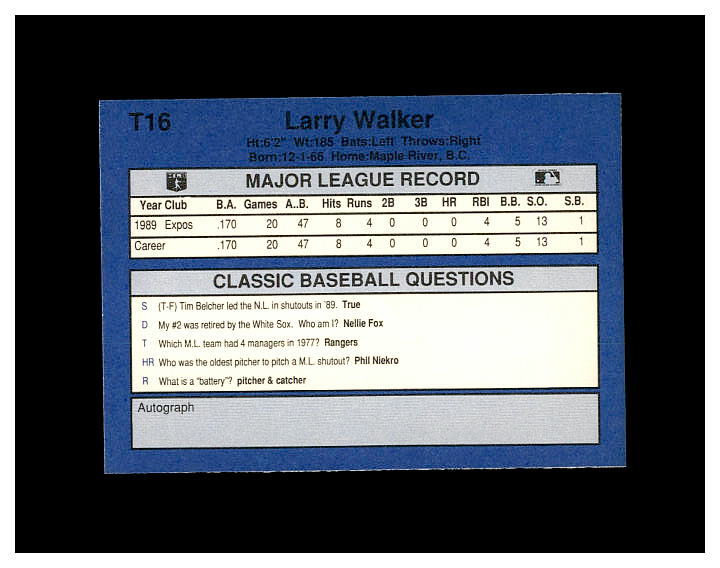 T16
Larry Walker
Ht:6'2" Wt:185 Bats:Left Throws:Right
Born:12-1-66 Home:Maple River, B.C.
MAJOR LEAGUE RECORD
Year Club B.A. Games A..B. Hits Runs 2B 3B HR RBI B.B. S.O. S.B.
1989 Expos .170 20 47 8 4 0 0 0 4 5 13 1
Career .170 20 47 8 4 0 0 0 4 5 13 1
CLASSIC BASEBALL QUESTIONS
S (T-F) Tim Belcher led the N.L. in shutouts in '89. True
D My #2 was retired by the White Sox. Who am I? Nellie Fox
T Which M.L. team had 4 managers in 1977? Rangers
HR Who was the oldest pitcher to pitch a M.L. shutout? Phil Niekro
R What is a "battery"? pitcher & catcher
Autograph